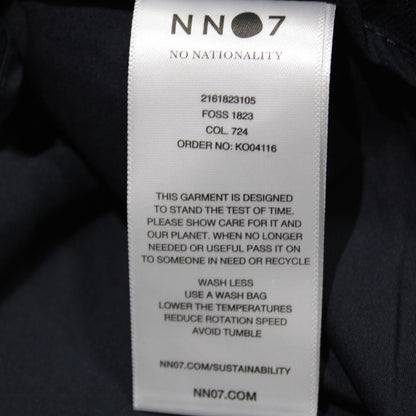 NN07
NO NATIONALITY
2161823105
FOSS 1823
COL. 724
ORDER NO: KO04116
THIS GARMENT IS DESIGNED
TO STAND THE TEST OF TIME.
PLEASE SHOW CARE FOR IT AND
OUR PLANET. WHEN NO LONGER
NEEDED OR USEFUL PASS IT ON
TO SOMEONE IN NEED OR RECYCLE
WASH LESS
USE A WASH BAG
LOWER THE TEMPERATURES
REDUCE ROTATION SPEED
AVOID TUMBLE
NN07.COM/SUSTAINABILITY
NN07.COM